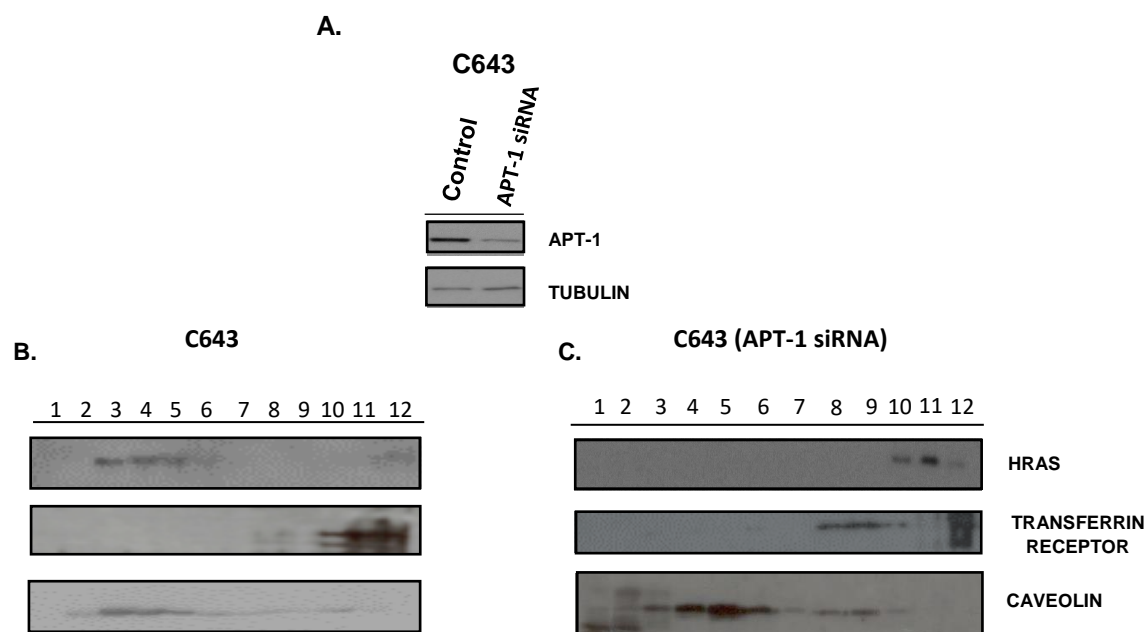 A.
C643
Control
APT-1 siRNA
APT-1
TUBULIN
B.
C643
1 2 3 4 5 6 7 8 9 10 11 12
C.
C643 (APT-1 siRNA)
1 2 3 4 5 6 7 8 9 10 11 12
HRAS
TRANSFERRIN
RECEPTOR
CAVEOLIN